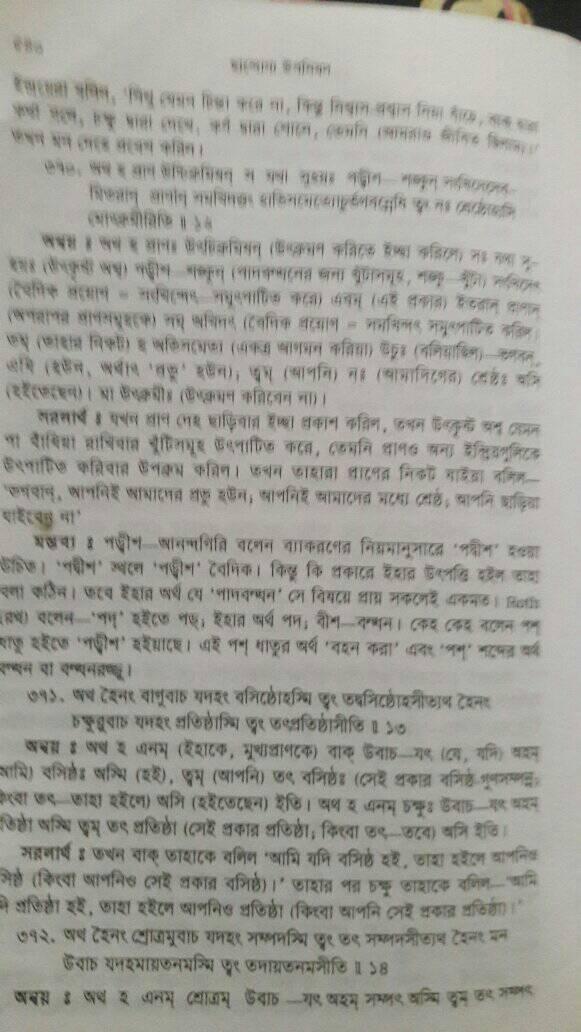 ছান্দোগ্য উপনিষদ
ইন্দ্রিয়েরা বলিল, 'শিশু যেমন চিন্তা করে না, কিন্তু নিশ্বাস-প্রশ্বাস নিয়া বাঁচে, বাক্ দ্বারা
কথা বলে, চক্ষু দ্বারা দেখে, কর্ণ দ্বারা শোনে, তেমনি (আমরাও জীবিত ছিলাম)।'
তখন মন দেহে প্রবেশ করিল।
৩৭০. অথ হ প্রাণ উচ্চিক্রমিষন্ স যথা সুহয়ঃ পড্বীশ—শঙ্কূন্ সংখিদেদেব-
মিতরান্ প্রাণান্ সমখিদত্তং হাভিসমেত্যোচুর্ভগবন্নেধি ত্বং নঃ শ্রেষ্ঠোঽসি
মোৎক্রমীরিতি ॥ ১২
অন্বয় ঃ অথ হ প্রাণঃ উচ্চিক্রমিষন্ (উৎক্রমণ করিতে ইচ্ছা করিলে) সঃ যথা সু-
হয়ঃ (উৎকৃষ্ট অশ্ব) পড্বীশ—শঙ্কূন্ (পাদবন্ধনের জন্য খুঁটাসমূহ, শঙ্কু—খুঁটা) সংখিদেৎ
(বৈদিক প্রয়োগ = সংখিন্দেৎ সমুৎপাটিত করে) এবম্ (এই প্রকার) ইতরান্ প্রাণান্
(অপরাপর প্রাণসমূহকে) সম্ অখিদৎ (বৈদিক প্রয়োগ = সমখিন্দৎ সমুৎপাটিত করিল।
তম্ (তাহার নিকট) হ অভিসমেত্য (একত্র আগমন করিয়া) উচুঃ (বলিয়াছিল)—ভগবন্,
এধি (হউন, অর্থাৎ 'প্রভু' হউন); ত্বম্ (আপনি) নঃ (আমাদিগের) শ্রেষ্ঠঃ অসি
(হইতেছেন)। মা উৎক্রমীঃ (উৎক্রমণ করিবেন না)।
সরলার্থ ঃ যখন প্রাণ দেহ ছাড়িবার ইচ্ছা প্রকাশ করিল, তখন উৎকৃষ্ট অশ্ব যেমন
পা বাঁধিয়া রাখিবার খুঁটিসমূহ উৎপাটিত করে, তেমনি প্রাণও অন্য ইন্দ্রিয়গুলিকে
উৎপাটিত করিবার উপক্রম করিল। তখন তাহারা প্রাণের নিকট যাইয়া বলিল—
'ভগবান্, আপনিই আমাদের প্রভু হউন; আপনিই আমাদের মধ্যে শ্রেষ্ঠ; আপনি ছাড়িয়া
যাইবেন না'
মন্তব্য ঃ পড্বীশ—আনন্দগিরি বলেন ব্যাকরণের নিয়মানুসারে 'পদ্বীশ' হওয়া
উচিত। 'পদ্বীশ' স্থলে 'পড্বীশ' বৈদিক। কিন্তু কি প্রকারে ইহার উৎপত্তি হইল তাহা
বলা কঠিন। তবে ইহার অর্থ যে 'পাদবন্ধন' সে বিষয়ে প্রায় সকলেই একমত। Roth
(রথ) বলেন—'পদ্' হইতে পড্; ইহার অর্থ পদ; বীশ—বন্ধন। কেহ কেহ বলেন পশ্
ধাতু হইতে 'পড্বীশ' হইয়াছে। এই পশ্ ধাতুর অর্থ 'বহন করা' এবং 'পশ্' শব্দের অর্থ
বন্ধন বা বন্ধনরজ্জু।
৩৭১. অথ হৈনং বাগুবাচ যদহং বসিষ্ঠোঽস্মি ত্বং তদ্বসিষ্ঠোঽসীত্যথ হৈনং
চক্ষুরুবাচ যদহং প্রতিষ্ঠাস্মি ত্বং তৎপ্রতিষ্ঠাসীতি ॥ ১৩
অন্বয় ঃ অথ হ এনম্ (ইহাকে, মুখ্যপ্রাণকে) বাক্ উবাচ—যৎ (যে, যদি) অহম্
আমি) বসিষ্ঠঃ অস্মি (হই), ত্বম্ (আপনি) তৎ বসিষ্ঠঃ (সেই প্রকার বসিষ্ঠ-গুণসম্পন্ন;
কিংবা তৎ—তাহা হইলে) অসি (হইতেছেন) ইতি। অথ হ এনম্ চক্ষুঃ উবাচ—যৎ অহম্
তিষ্ঠা অস্মি ত্বম্ তৎ প্রতিষ্ঠা (সেই প্রকার প্রতিষ্ঠা; কিংবা তৎ—তবে) অসি ইতি।
সরলার্থ ঃ তখন বাক্ তাহাকে বলিল 'আমি যদি বসিষ্ঠ হই, তাহা হইলে আপনিও
সিষ্ঠ (কিংবা আপনিও সেই প্রকার বসিষ্ঠ)।' তাহার পর চক্ষু তাহাকে বলিল—'আমি
দি প্রতিষ্ঠা হই, তাহা হইলে আপনিও প্রতিষ্ঠা (কিংবা আপনি সেই প্রকার প্রতিষ্ঠা)।'
৩৭২. অথ হৈনং শ্রোত্রমুবাচ যদহং সম্পদস্মি ত্বং তৎ সম্পদসীত্যথ হৈনং মন
উবাচ যদহমায়তনমস্মি ত্বং তদায়তনমসীতি ॥ ১৪
অন্বয় ঃ অথ হ এনম্ শ্রোত্রম্ উবাচ—যৎ অহম্ সম্পৎ অস্মি ত্বম্ তৎ সম্পৎ